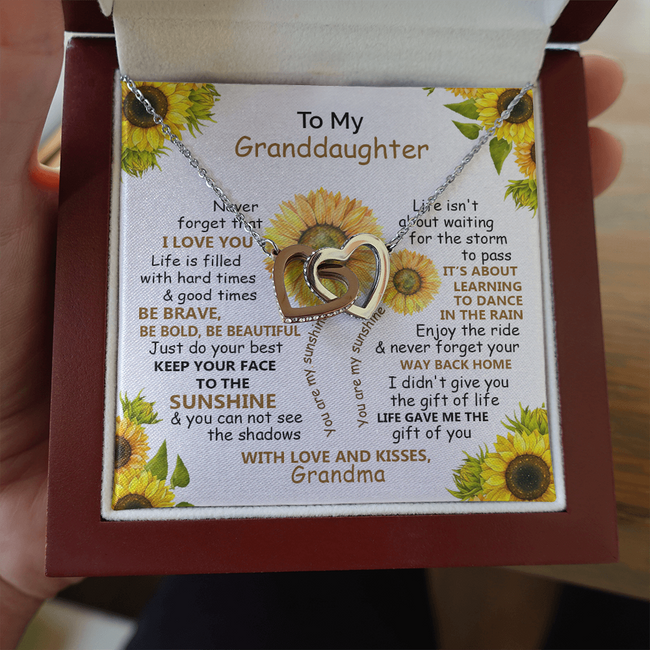 To My
Granddaughter
Never
forget that
I LOVE YOU
Life is filled
with hard times
& good times
BE BRAVE,
BE BOLD, BE BEAUTIFUL
Just do your best
KEEP YOUR FACE
TO THE
SUNSHINE
& you can not see
the shadows
You are my sunshine
You are my sunshine
Life isn't
about waiting
for the storm
to pass
IT'S ABOUT
LEARNING
TO DANCE
IN THE RAIN
Enjoy the ride
& never forget your
WAY BACK HOME
I didn't give you
the gift of life
LIFE GAVE ME THE
gift of you
WITH LOVE AND KISSES,
Grandma